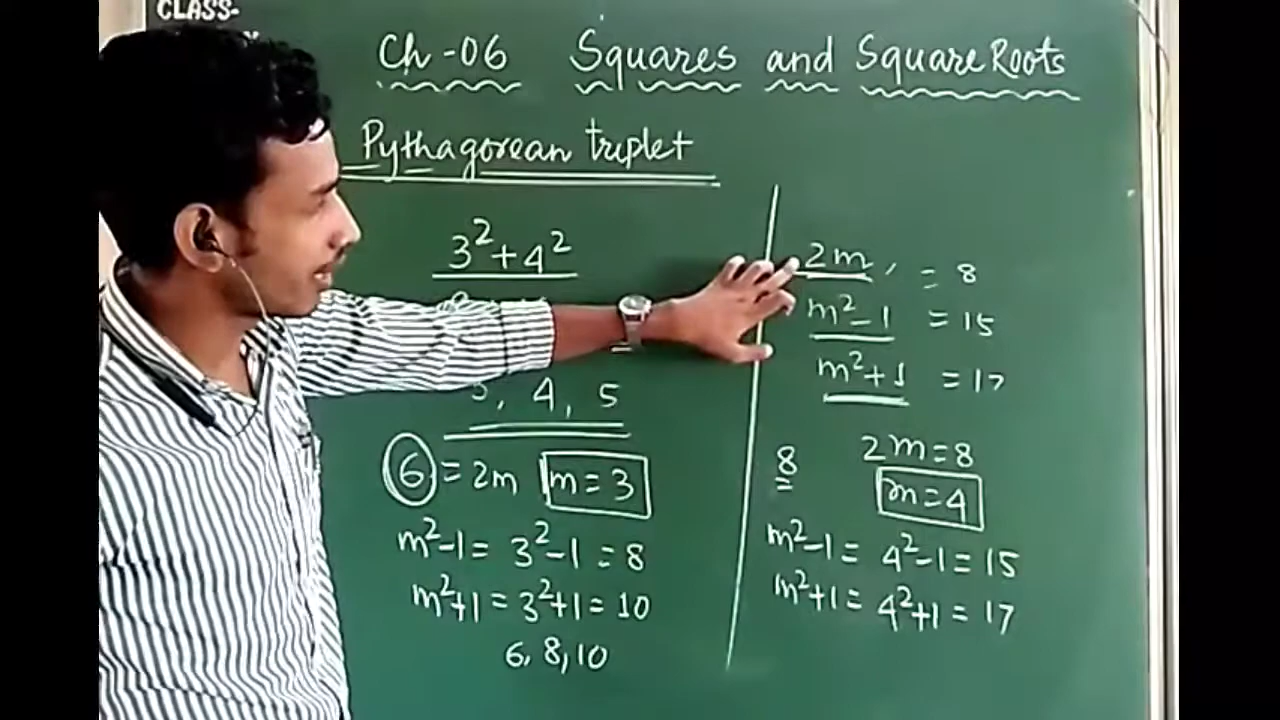 CLASS-
Ch-06 Squares and Square Roots
Pythagorean triplet
3²+4²
, 4, 5
6 = 2m m = 3
m²-1 = 3²-1 = 8
m²+1 = 3²+1 = 10
6, 8, 10
2m , = 8
m²-1 = 15
m²+1 = 17
8 2m = 8
m = 4
m²-1 = 4²-1 = 15
m²+1 = 4²+1 = 17